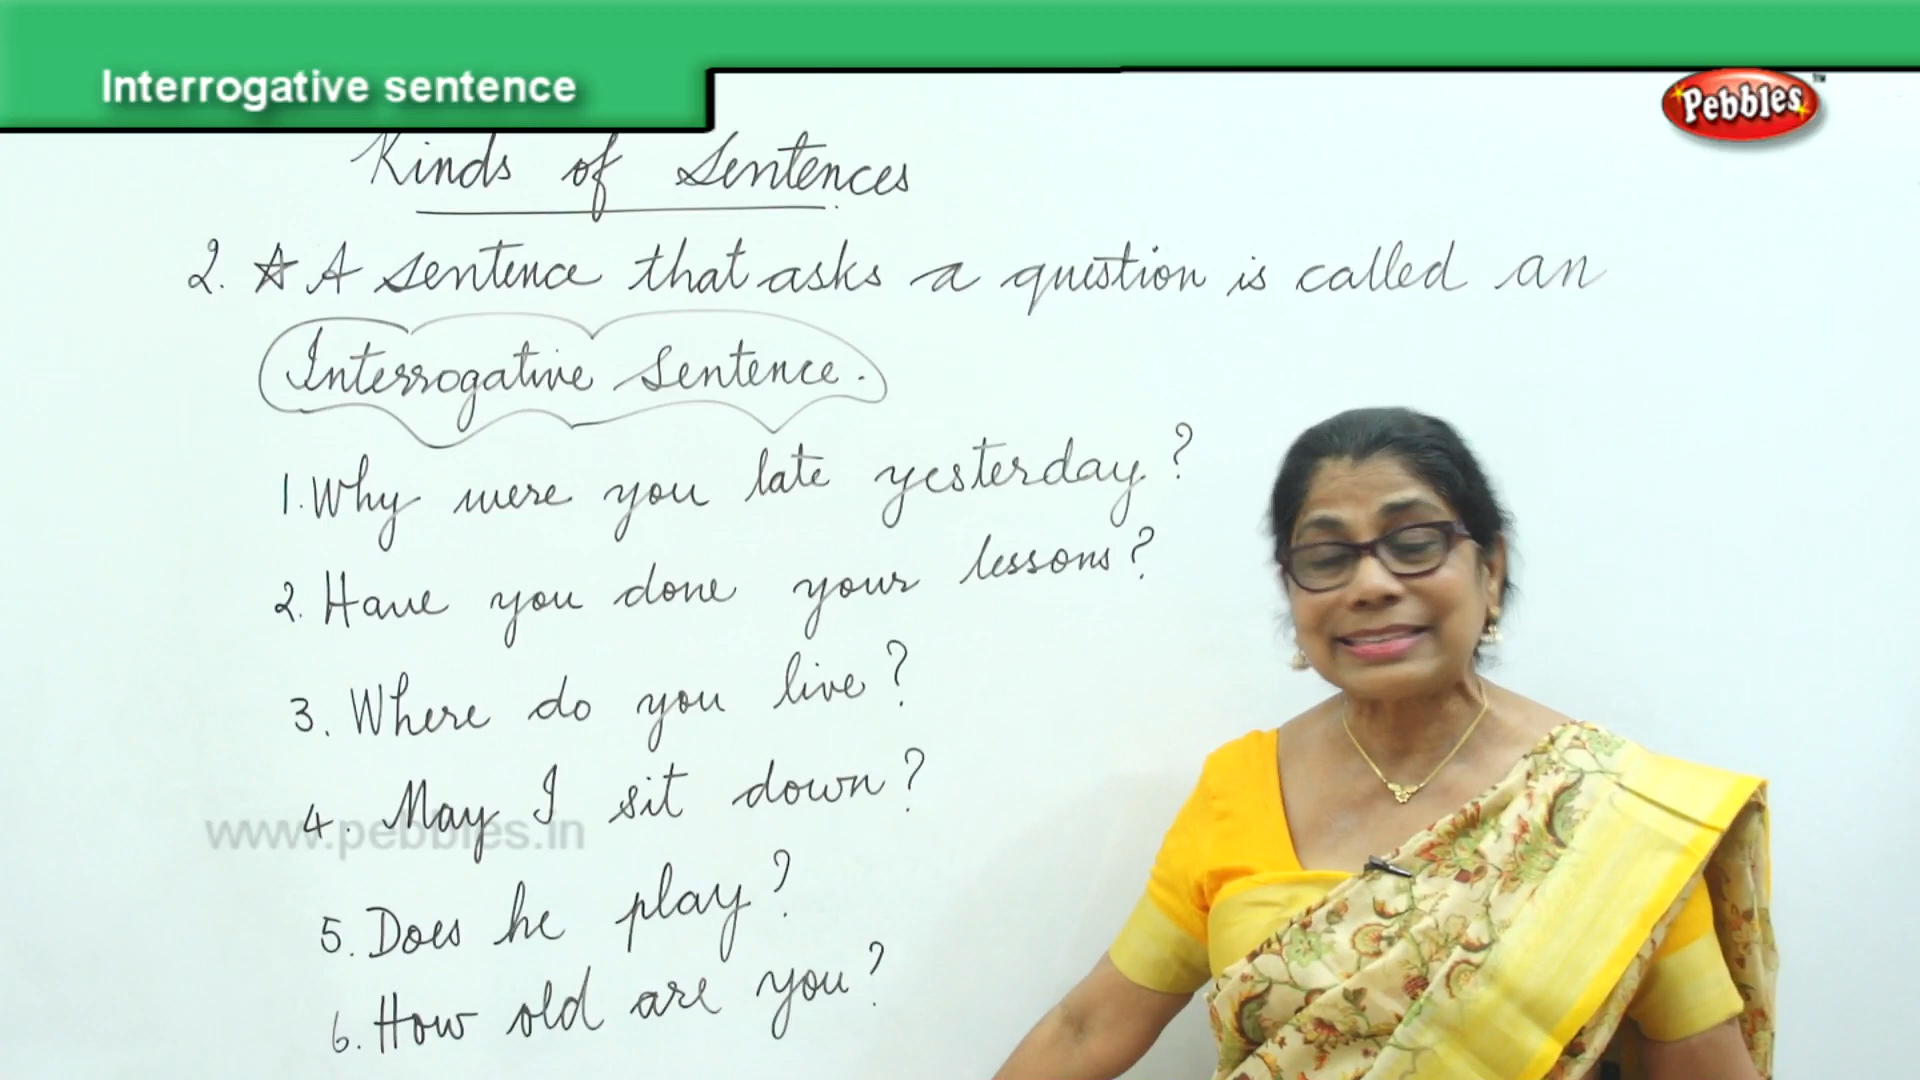 Interrogative sentence
Pebbles™
Kinds of Sentences
2. ☆ A sentence that asks a question is called an
Interrogative Sentence.
1. Why were you late yesterday?
2. Have you done your lessons?
3. Where do you live?
4. May I sit down?
www.pebbles.in
5. Does he play?
6. How old are you?